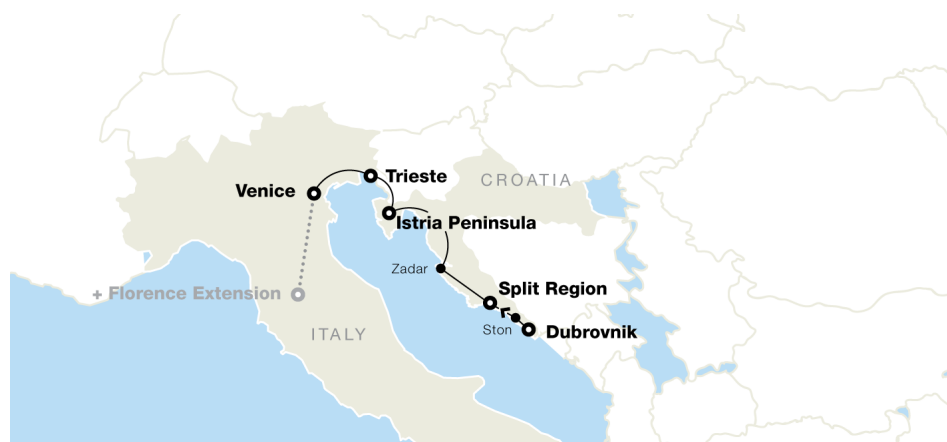 Trieste
CROATIA
Venice
Istria Peninsula
Zadar
Split Region
+ Florence Extension
Ston
Dubrovnik
ITALY